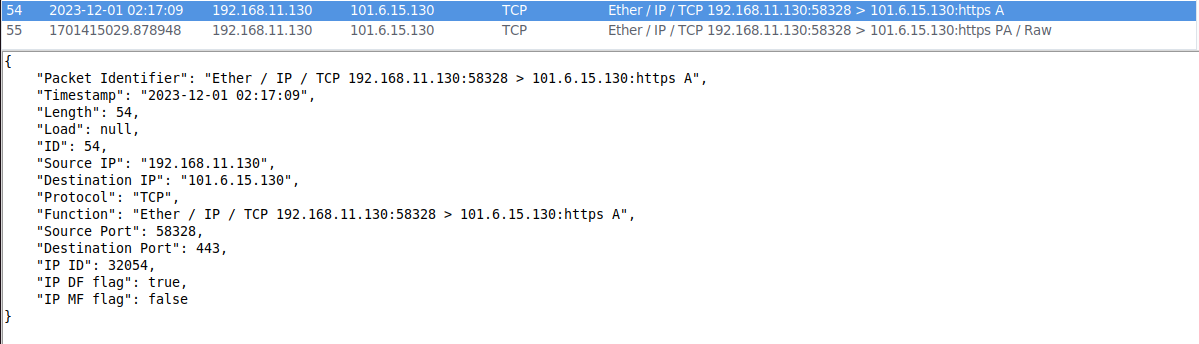 54 2023-12-01 02:17:09 192.168.11.130 101.6.15.130 TCP Ether / IP / TCP 192.168.11.130:58328 > 101.6.15.130:https A
55 1701415029.878948 192.168.11.130 101.6.15.130 TCP Ether / IP / TCP 192.168.11.130:58328 > 101.6.15.130:https PA / Raw
{
    "Packet Identifier": "Ether / IP / TCP 192.168.11.130:58328 > 101.6.15.130:https A",
    "Timestamp": "2023-12-01 02:17:09",
    "Length": 54,
    "Load": null,
    "ID": 54,
    "Source IP": "192.168.11.130",
    "Destination IP": "101.6.15.130",
    "Protocol": "TCP",
    "Function": "Ether / IP / TCP 192.168.11.130:58328 > 101.6.15.130:https A",
    "Source Port": 58328,
    "Destination Port": 443,
    "IP ID": 32054,
    "IP DF flag": true,
    "IP MF flag": false
}